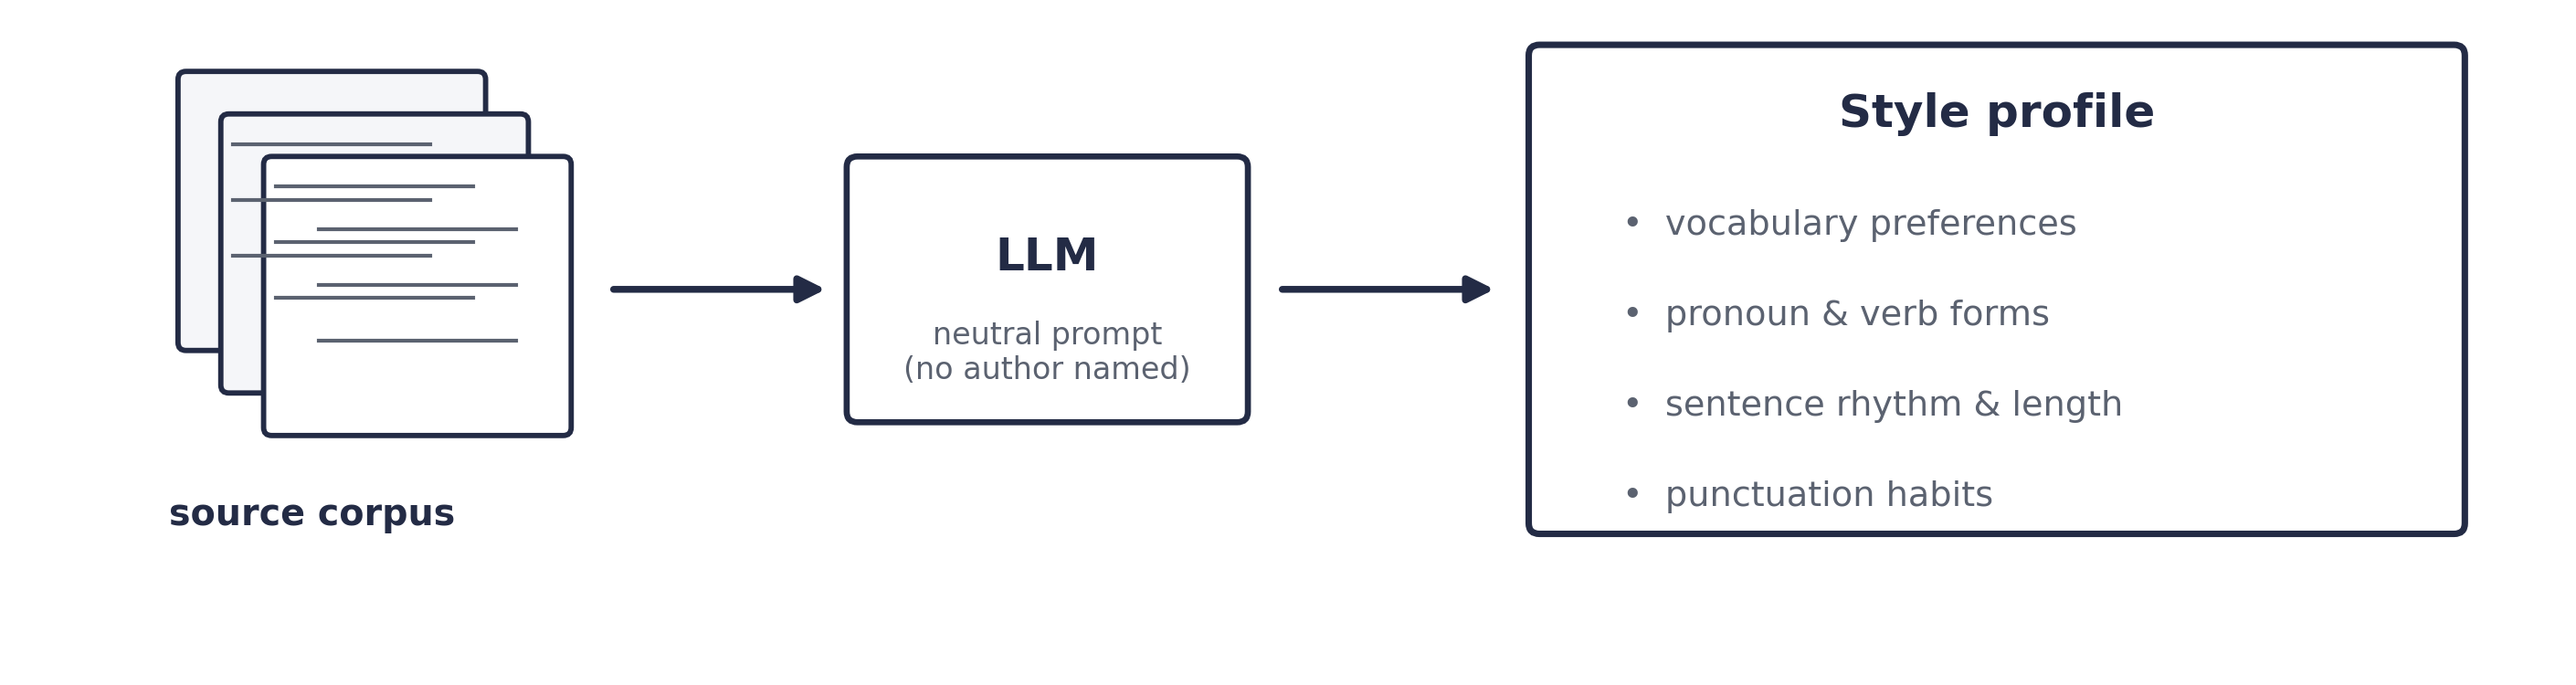 source corpus
LLM
neutral prompt
(no author named)
Style profile
• vocabulary preferences
• pronoun & verb forms
• sentence rhythm & length
• punctuation habits